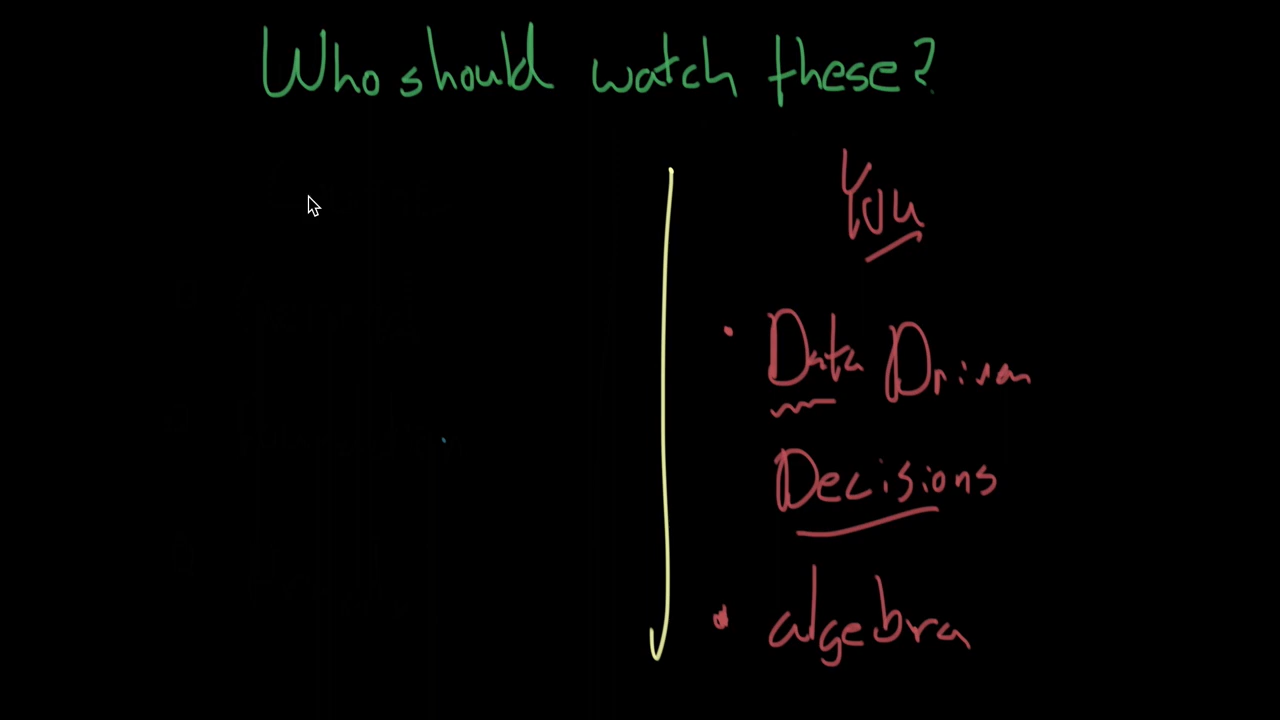 Who should watch these?
You
• Data Driven
Decisions
• algebra